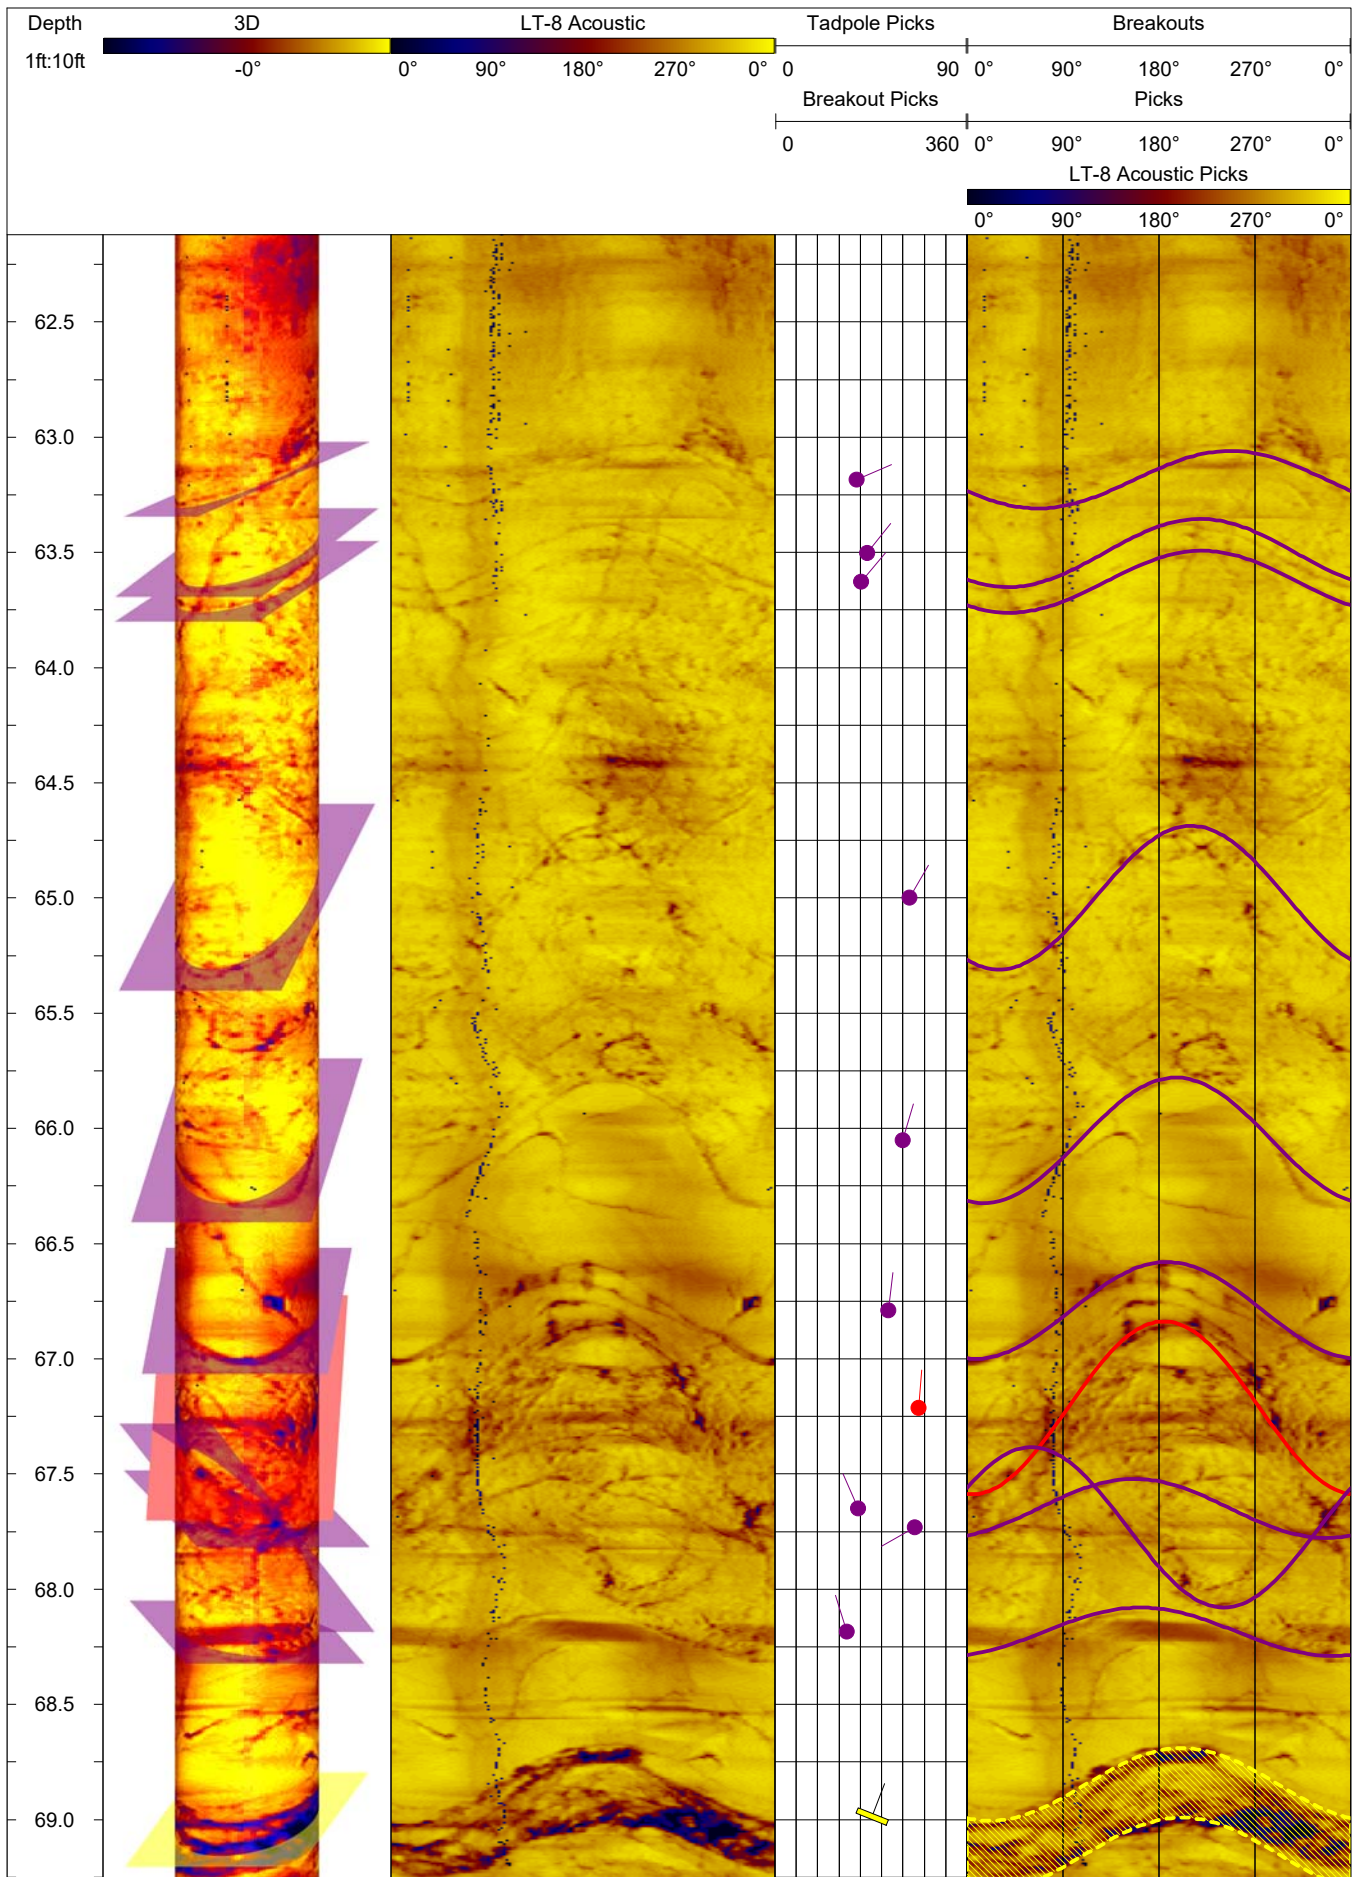 Depth 3D LT-8 Acoustic Tadpole Picks Breakouts
1ft:10ft -0° 0° 90° 180° 270° 0° 0 90 0° 90° 180° 270° 0°
Breakout Picks Picks
0 360 0° 90° 180° 270° 0°
LT-8 Acoustic Picks
0° 90° 180° 270° 0°
62.5
63.0
63.5
64.0
64.5
65.0
65.5
66.0
66.5
67.0
67.5
68.0
68.5
69.0